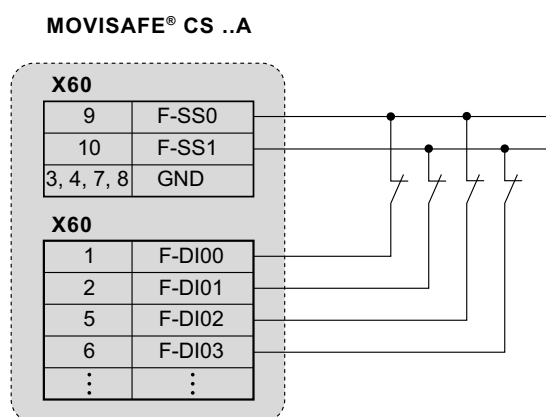 MOVISAFE® CS ..A
X60
9 F-SS0
10 F-SS1
3, 4, 7, 8 GND
X60
1 F-DI00
2 F-DI01
5 F-DI02
6 F-DI03
⋮ ⋮